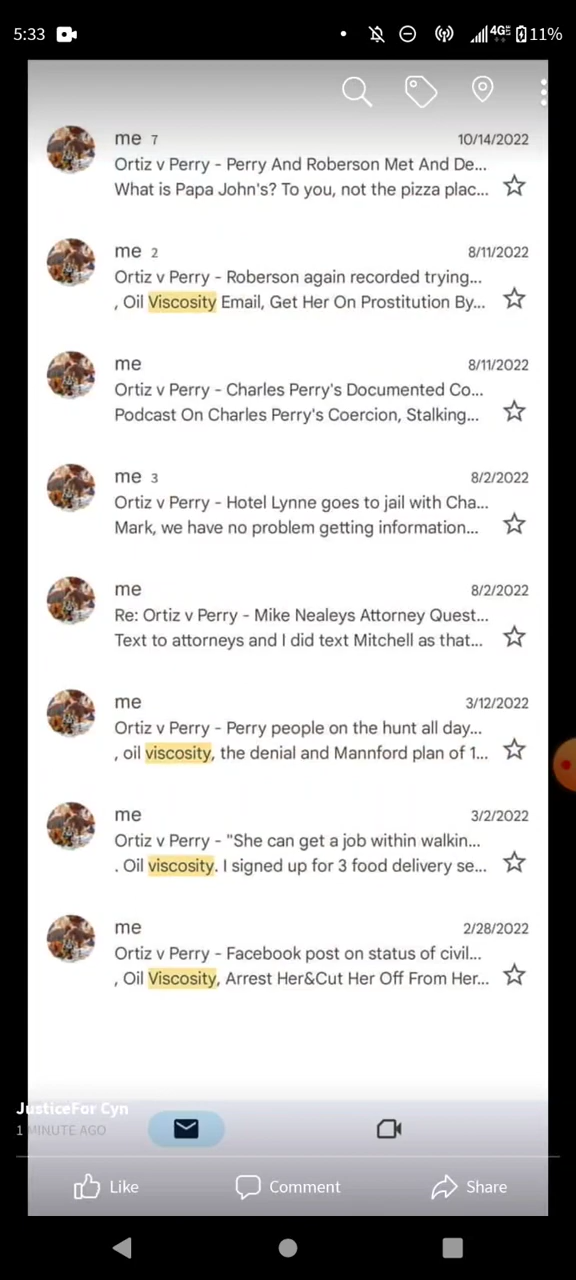 5:33
4GE 11%
me 7 10/14/2022
Ortiz v Perry - Perry And Roberson Met And De...
What is Papa John's? To you, not the pizza plac...
me 2 8/11/2022
Ortiz v Perry - Roberson again recorded trying...
, Oil Viscosity Email, Get Her On Prostitution By...
me 8/11/2022
Ortiz v Perry - Charles Perry's Documented Co...
Podcast On Charles Perry's Coercion, Stalking...
me 3 8/2/2022
Ortiz v Perry - Hotel Lynne goes to jail with Cha...
Mark, we have no problem getting information...
me 8/2/2022
Re: Ortiz v Perry - Mike Nealeys Attorney Quest...
Text to attorneys and I did text Mitchell as that...
me 3/12/2022
Ortiz v Perry - Perry people on the hunt all day...
, oil viscosity, the denial and Mannford plan of 1...
me 3/2/2022
Ortiz v Perry - "She can get a job within walkin...
. Oil viscosity. I signed up for 3 food delivery se...
me 2/28/2022
Ortiz v Perry - Facebook post on status of civil...
, Oil Viscosity, Arrest Her&Cut Her Off From Her...
JusticeFor Cyn
1 MINUTE AGO
Like Comment Share